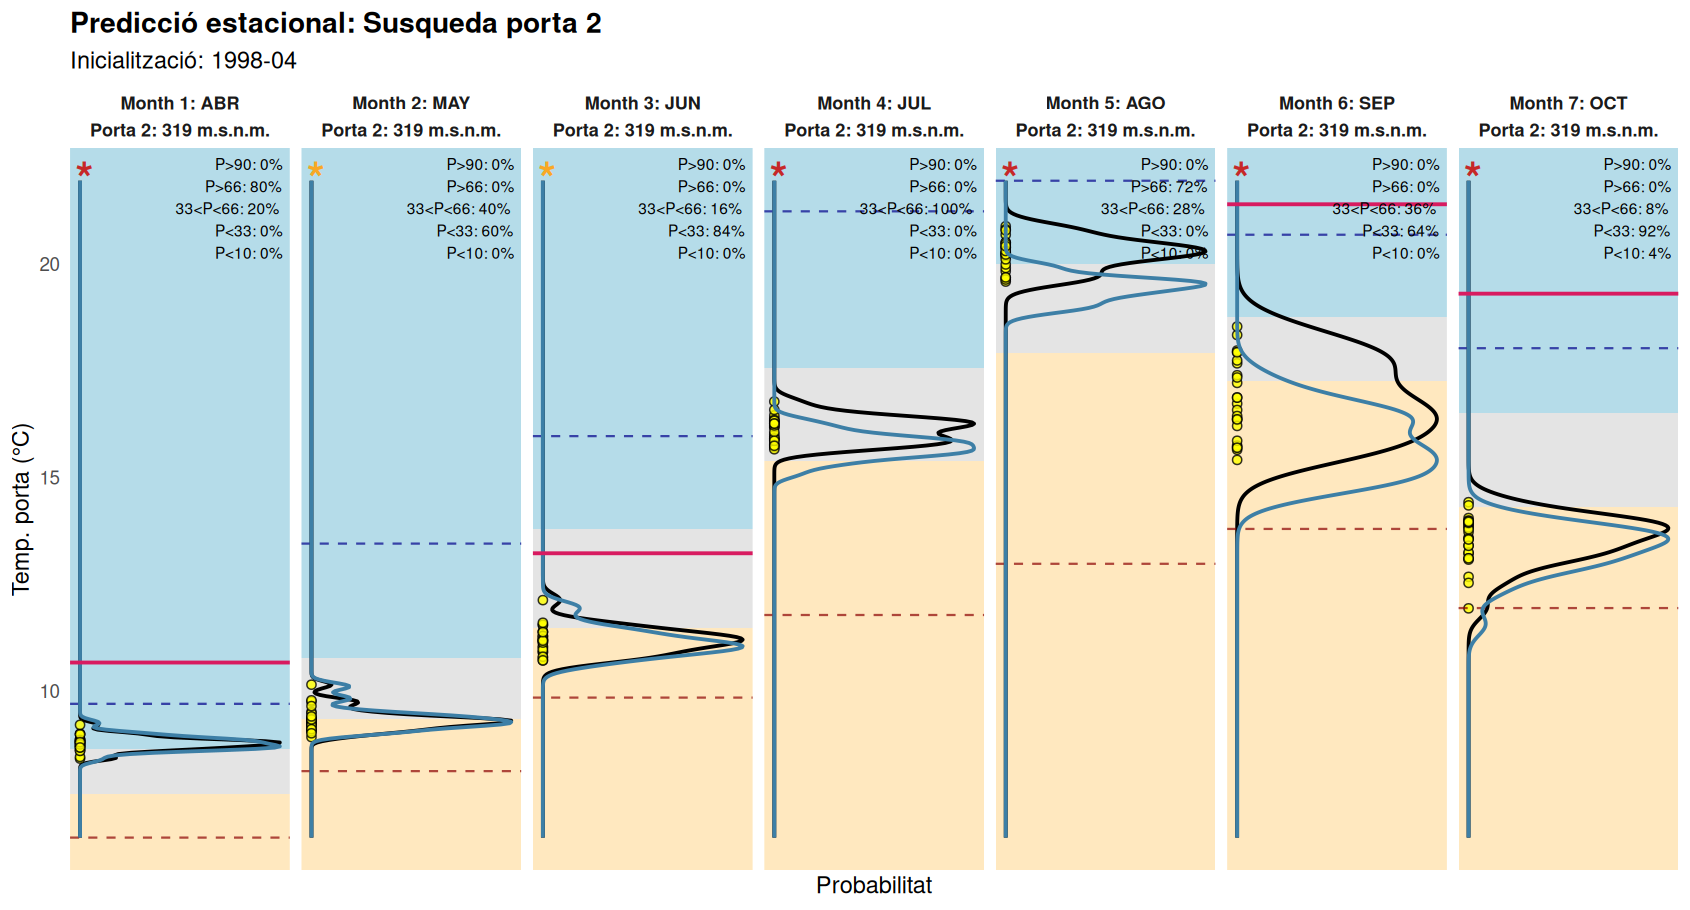 Predicció estacional: Susqueda porta 2
Inicialització: 1998-04
Month 1: ABR
Porta 2: 319 m.s.n.m.
Month 2: MAY
Porta 2: 319 m.s.n.m.
Month 3: JUN
Porta 2: 319 m.s.n.m.
Month 4: JUL
Porta 2: 319 m.s.n.m.
Month 5: AGO
Porta 2: 319 m.s.n.m.
Month 6: SEP
Porta 2: 319 m.s.n.m.
Month 7: OCT
Porta 2: 319 m.s.n.m.
*
P>90: 0%
P>66: 80%
33<P<66: 20%
P<33: 0%
P<10: 0%
*
P>90: 0%
P>66: 0%
33<P<66: 40%
P<33: 60%
P<10: 0%
*
P>90: 0%
P>66: 0%
33<P<66: 16%
P<33: 84%
P<10: 0%
*
P>90: 0%
P>66: 0%
33<P<66: 100%
P<33: 0%
P<10: 0%
*
P>90: 0%
P>66: 72%
33<P<66: 28%
P<33: 0%
P<10: 0%
*
P>90: 0%
P>66: 0%
33<P<66: 36%
P<33: 64%
P<10: 0%
*
P>90: 0%
P>66: 0%
33<P<66: 8%
P<33: 92%
P<10: 4%
Temp. porta (°C)
20
15
10
Probabilitat